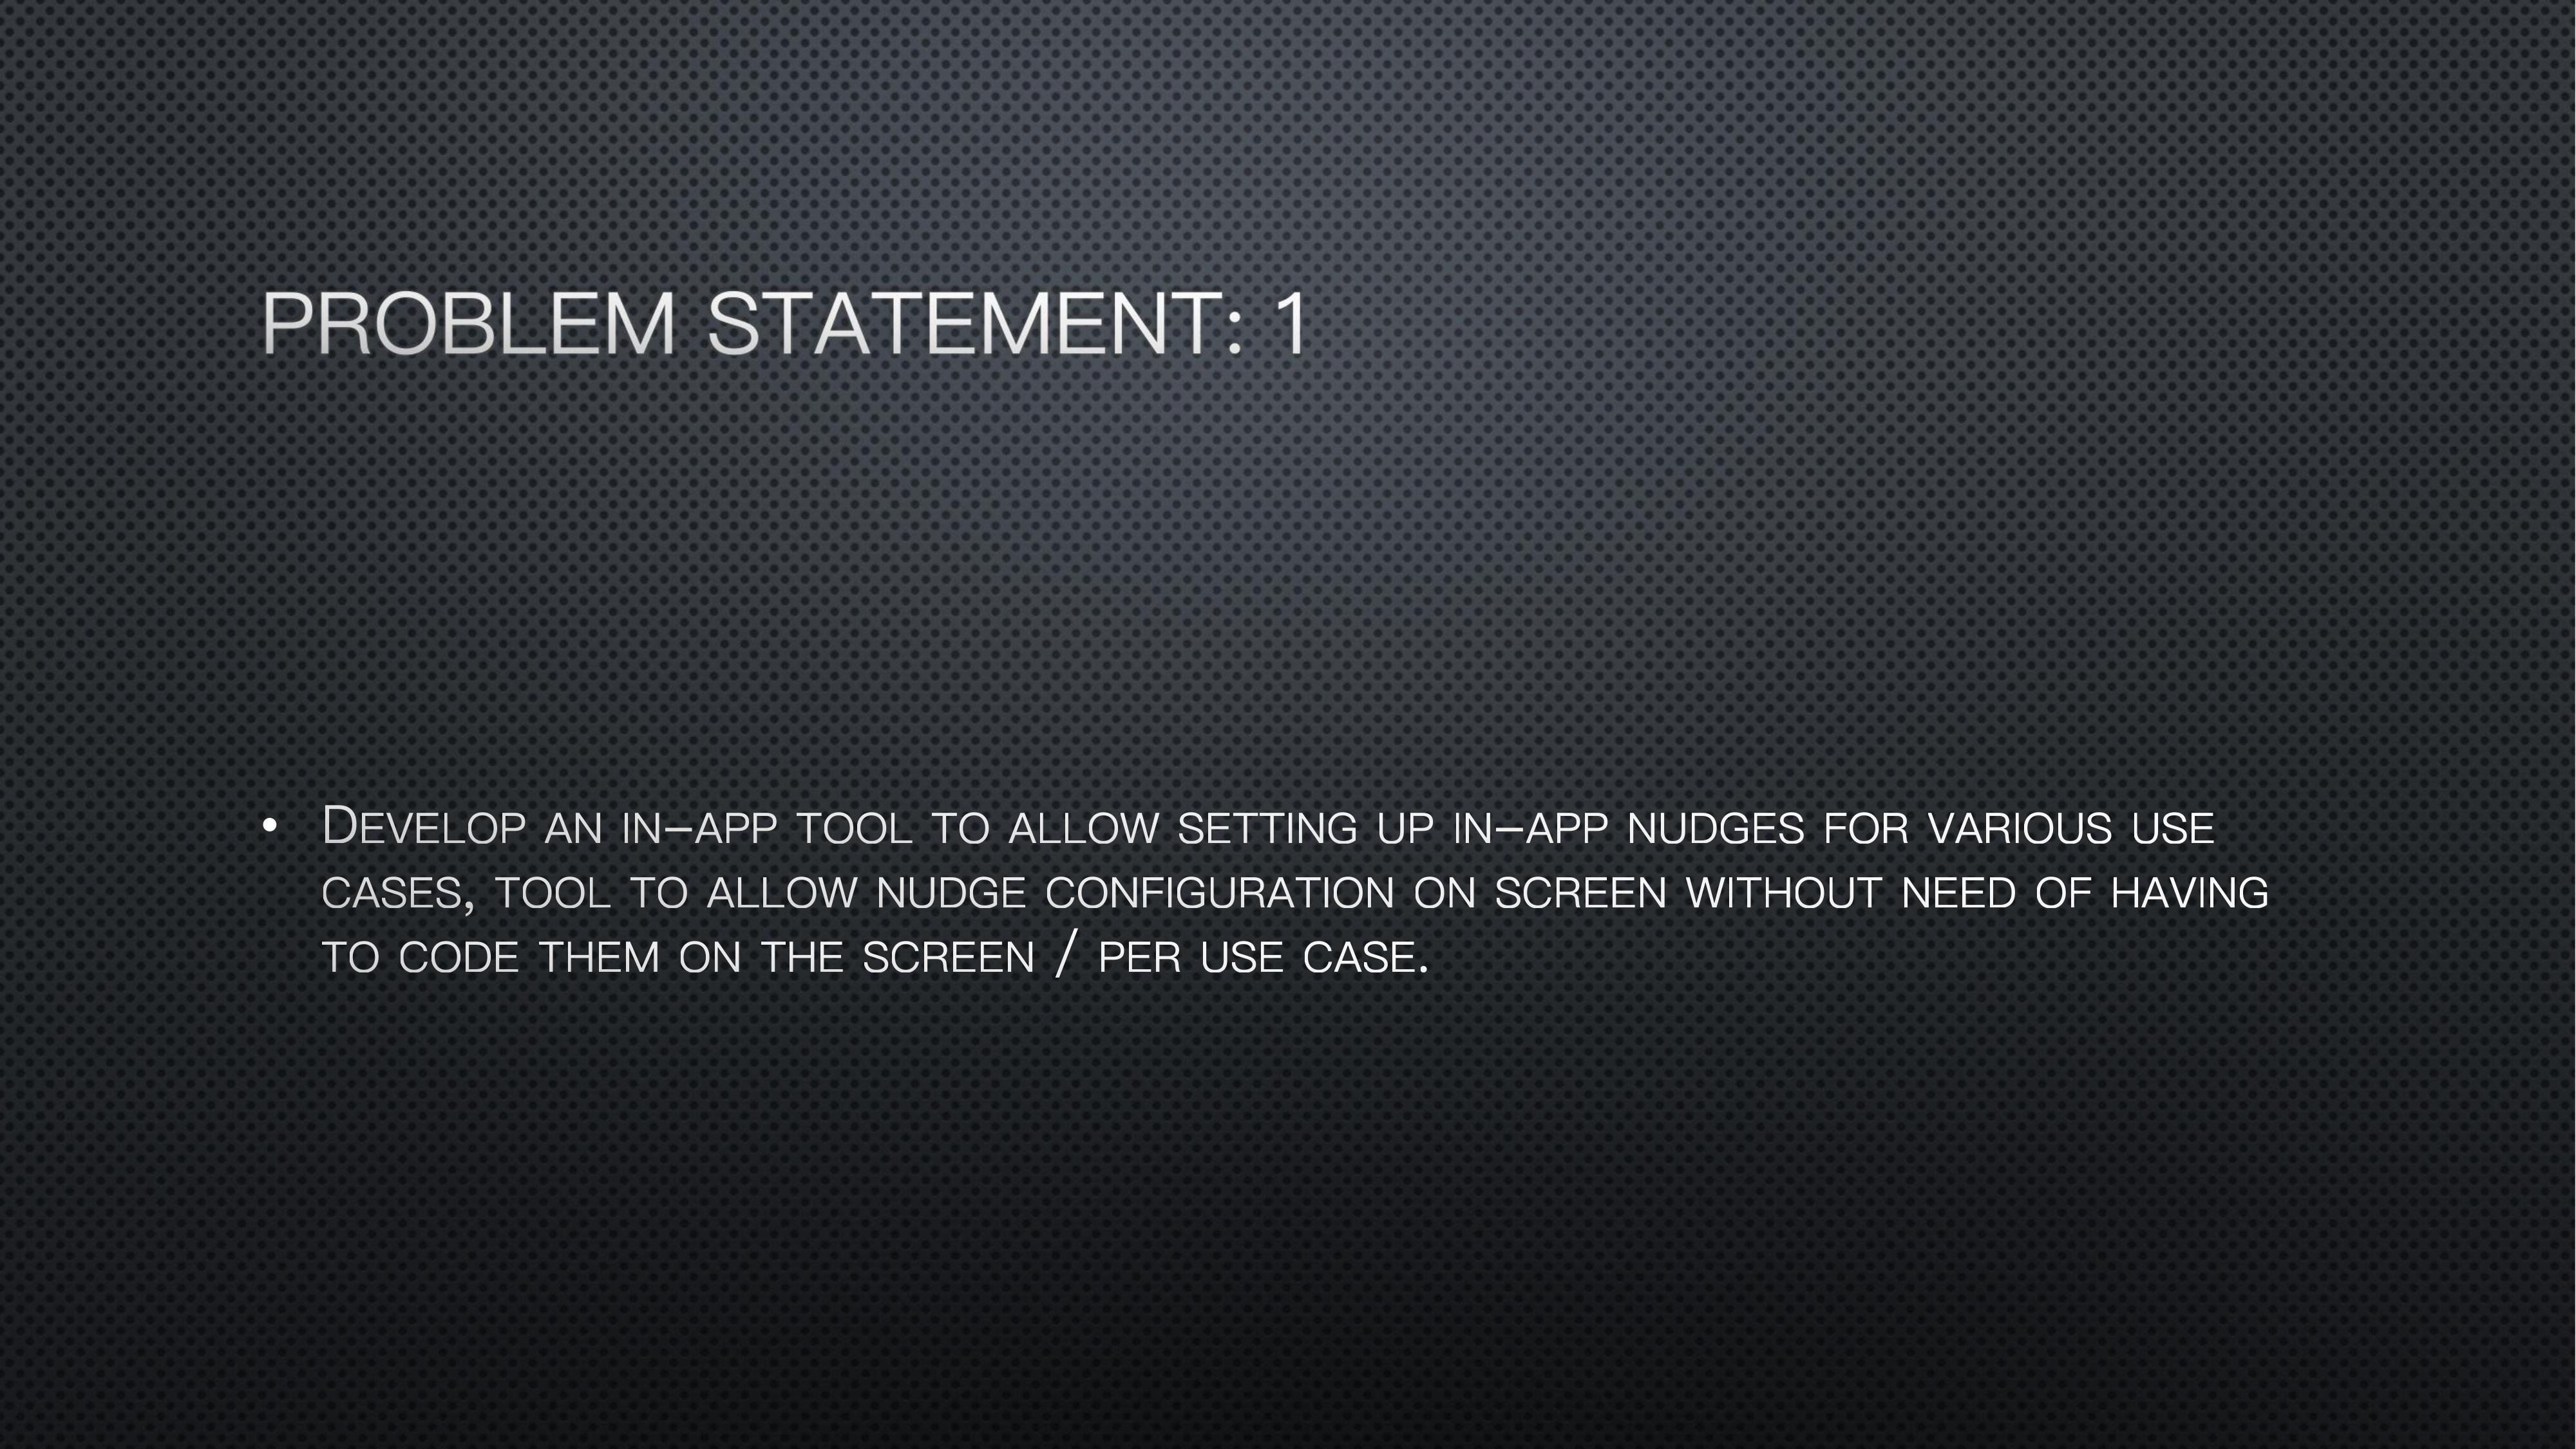 PROBLEM STATEMENT: 1
• Develop an in-app tool to allow setting up in-app nudges for various use
cases, tool to allow nudge configuration on screen without need of having
to code them on the screen / per use case.